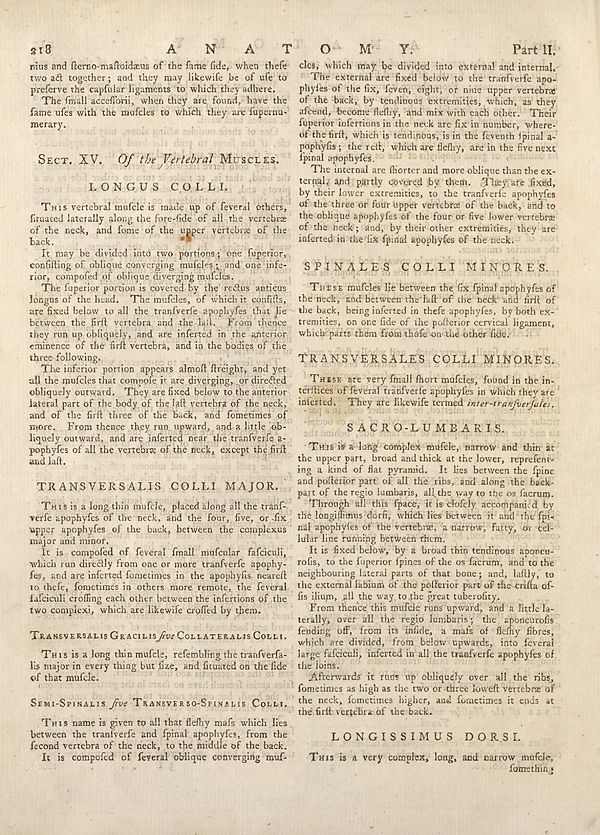 218 A N A T O M Y. Part II.
nius and ſterno-maſtoidæus of the ſame ſide, when theſe
two act together; and they may likewiſe be of uſe to
preſerve the capſular ligaments to which they adhere.
The ſmall acceſſorii, when they are found, have the
ſame uſes with the muſcles to which they are ſupernu-
merary.
SECT. XV. Of the Vertebral MUSCLES.
LONGUS COLLI.
THIS vertebral muſcle is made up of ſeveral others,
ſituated laterally along the fore-ſide of all the vertebræ
of the neck, and ſome of the upper vertebræ of the
back.
It may be divided into two portions; one ſuperior,
conſiſting of oblique converging muſcles; and one infe-
rior, compoſed of oblique diverging muſcles.
The ſuperior portion is covered by the rectus anticus
longus of the head. The muſcles, of which it conſiſts,
are fixed below to all the tranſverſe apophyſes that lie
between the firſt vertebra and the laſt. From thence
they run up obliquely, and are inſerted in the anterior
eminence of the firſt vertebra, and in the bodies of the
three following.
The inferior portion appears almoſt ſtreight, and yet
all the muſcles that compoſe it are diverging, or directed
obliquely outward. They are fixed below to the anterior
lateral part of the body of the laſt vertebra of the neck,
and of the firſt three of the back, and ſometimes of
more. From thence they run upward, and a little ob-
liquely outward, and are inſerted near the tranſverſe a-
pophyſes of all the vertebræ of the neck, except the firſt
and laſt.
TRANSVERSALIS COLLI MAJOR.
THIS is a long thin muſcle, placed along all the tranſ-
verſe apophyſes of the neck, and the four, five, or ſix
upper apophyſes of the back, between the complexus
major and minor.
It is compoſed of ſeveral ſmall muſcular faſciculi,
which run directly from one or more tranſverſe apophy-
ſes, and are inſerted ſometimes in the apophyſis neareſt
to theſe, ſometimes in others more remote, the ſeveral
faſciculi croſſing each other between the inſertions of the
two complexi, which are likewiſe croſſed by them.
TRANSVERSALIS GRACILIS ſive COLLATERALIS COLLI.
THIS is a long thin muſcle, reſembling the tranſverſa-
lis major in every thing but ſize, and ſituated on the ſide
of that muſcle.
SEMI-SPINALIS ſive TRANSVERSO-SPINALIS COLLI.
THIS name is given to all that fleſhy maſs which lies
between the tranſverſe and ſpinal apophyſes, from the
ſecond vertebra of the neck, to the middle of the back.
It is compoſed of ſeveral oblique converging muſ-
cles, which may be divided into external and internal.
The external are fixed below to the tranſverſe apo-
phyſes of the ſix, ſeven, eight, or nine upper vertebræ
of the back, by tendinous extremities, which, as they
aſcend, become fleſhy, and mix with each other. Their
ſuperior inſertions in the neck are ſix in number, where-
of the firſt, which is tendinous, is in the ſeventh ſpinal a-
pophyſis; the reſt, which are fleſhy, are in the five next
ſpinal apophyſes.
The internal are ſhorter and more oblique than the ex-
ternal, and partly covered by them. They are fixed,
by their lower extremities, to the tranſverſe apophyſes
of the three or four upper vertebræ of the back, and to
the oblique apophyſes of the four or five lower vertebræ
of the neck; and, by their other extremities, they are
inſerted in the ſix ſpinal apophyſes of the neck.
SPINALES COLLI MINORES.
THESE muſcles lie between the ſix ſpinal apophyſes of
the neck, and between the laſt of the neck and firſt of
the back, being inſerted in theſe apophyſes, by both ex-
tremities, on one ſide of the poſterior cervical ligament,
which parts them from thoſe on the other ſide.
TRANSVERSALES COLLI MINORES.
THESE are very ſmall ſhort muſcles, found in the in-
terſtices of ſeveral tranſverſe apophyſes in which they are
inſerted. They are likewiſe termed inter-tranſverſales.
SACRO-LUMBARIS.
THIS is a long complex muſcle, narrow and thin at
the upper part, broad and thick at the lower, repreſent-
ing a kind of flat pyramid. It lies between the ſpine
and poſterior part of all the ribs, and along the back-
part of the regio lumbaris, all the way to the os ſacrum.
Through all this ſpace, it is cloſely accompani'd by
the longiſſimus dorſi, which lies between it and the ſpi-
nal apophyſes of the vertebræ, a narrow, fatty, or cel-
lular line running between them.
It is fixed below, by a broad thin tendinous aponeu-
roſis, to the ſuperior ſpines of the os ſacrum, and to the
neighbouring lateral parts of that bone; and, laſtly, to
the external labium of the poſterior part of the criſta oſ-
ſis ilium, all the way to the great tuberoſity.
From thence this muſcle runs upward, and a little la-
terally, over all the regio lumbaris; the aponeuroſis
ſending off, from its inſide, a maſs of fleſhy fibres,
which are divided, from below upwards, into ſeveral
large faſciculi, inſerted in all the tranſverſe apophyſes of
the loins.
Afterwards it runs up obliquely over all the ribs,
ſometimes as high as the two or three loweſt vertebræ of
the neck, ſometimes higher, and ſometimes it ends at
the firſt vertebra of the back.
LONGISSIMUS DORSI.
THIS is a very complex, long, and narrow muſcle,
ſomething